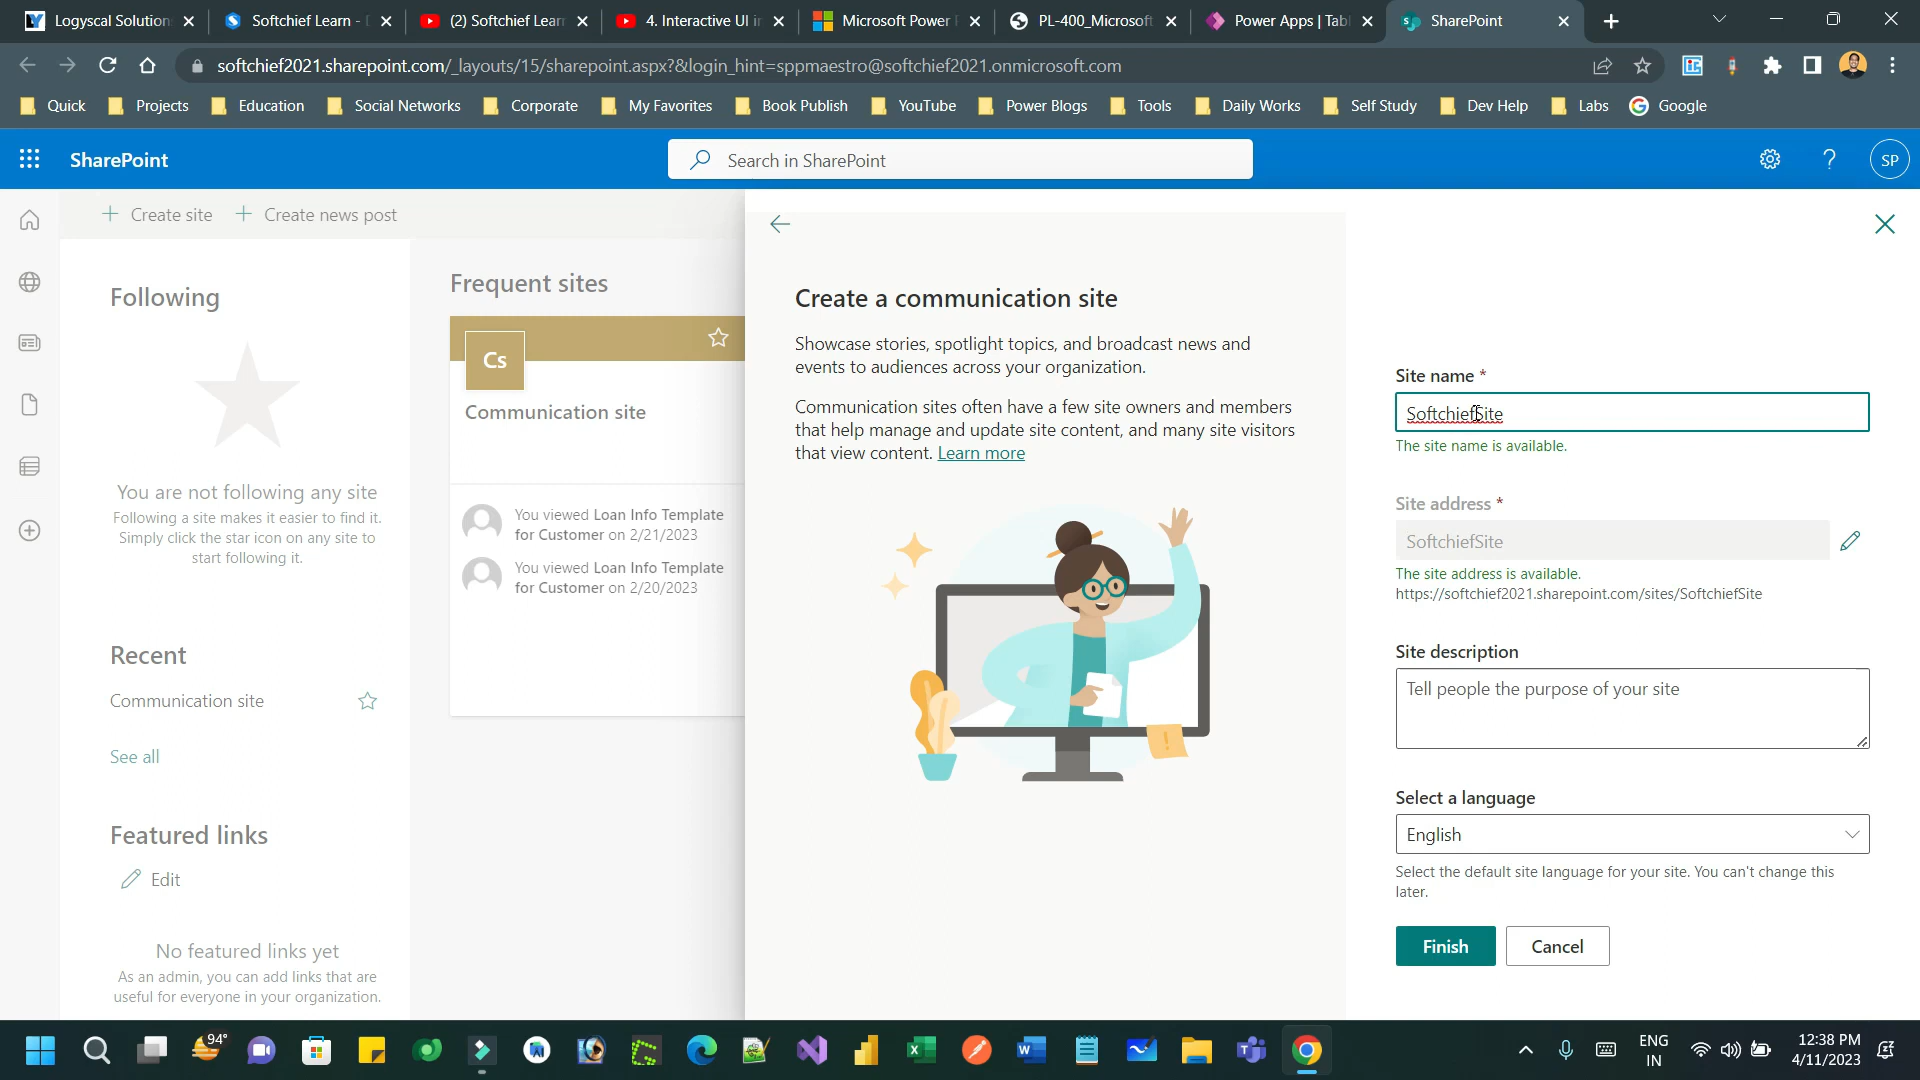 Logyscal Solution
Softchief Learn -
(2) Softchief Lear
4. Interactive UI i
Microsoft Power
PL-400_Microsoft
Power Apps | Tabl
SharePoint
softchief2021.sharepoint.com/_layouts/15/sharepoint.aspx?&login_hint=sppmaestro@softchief2021.onmicrosoft.com
Quick
Projects
Education
Social Networks
Corporate
My Favorites
Book Publish
YouTube
Power Blogs
Tools
Daily Works
Self Study
Dev Help
Labs
Google
SharePoint
Search in SharePoint
SP
Create site
Create news post
Following
You are not following any site
Following a site makes it easier to find it.
Simply click the star icon on any site to
start following it.
Recent
Communication site
See all
Featured links
Edit
No featured links yet
As an admin, you can add links that are
useful for everyone in your organization.
Frequent sites
Cs
Communication site
You viewed Loan Info Template
for Customer on 2/21/2023
You viewed Loan Info Template
for Customer on 2/20/2023
Create a communication site
Showcase stories, spotlight topics, and broadcast news and
events to audiences across your organization.
Communication sites often have a few site owners and members
that help manage and update site content, and many site visitors
that view content. Learn more
Site name *
SoftchiefSite
The site name is available.
Site address *
SoftchiefSite
The site address is available.
https://softchief2021.sharepoint.com/sites/SoftchiefSite
Site description
Tell people the purpose of your site
Select a language
English
Select the default site language for your site. You can't change this
later.
Finish
Cancel
94°
ENG
IN
12:38 PM
4/11/2023